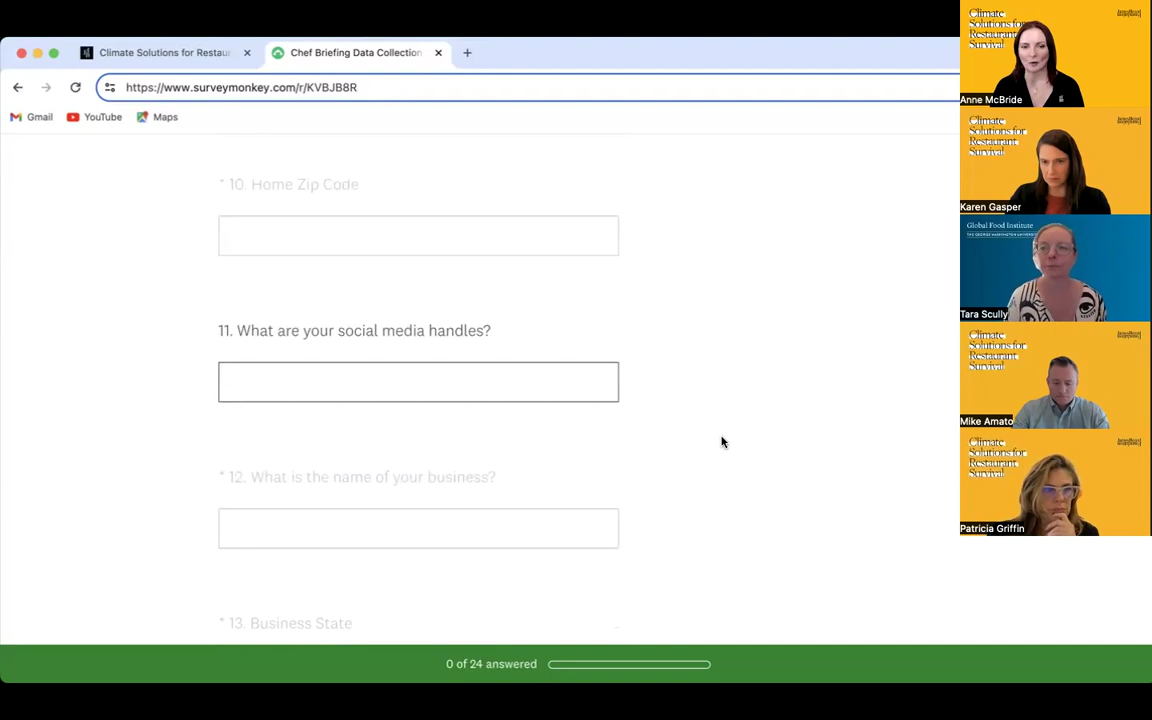 Climate Solutions for Restaur
Chef Briefing Data Collection
https://www.surveymonkey.com/r/KVBJB8R
Gmail
YouTube
Maps
* 10. Home Zip Code
11. What are your social media handles?
* 12. What is the name of your business?
* 13. Business State
0 of 24 answered
Climate
Solutions for
Restaurant
Survival
Anne McBride
Climate
Solutions for
Restaurant
Survival
Karen Gasper
Global Food Institute
Tara Scully
Climate
Solutions for
Restaurant
Survival
Mike Amato
Climate
Solutions for
Restaurant
Survival
Patricia Griffin